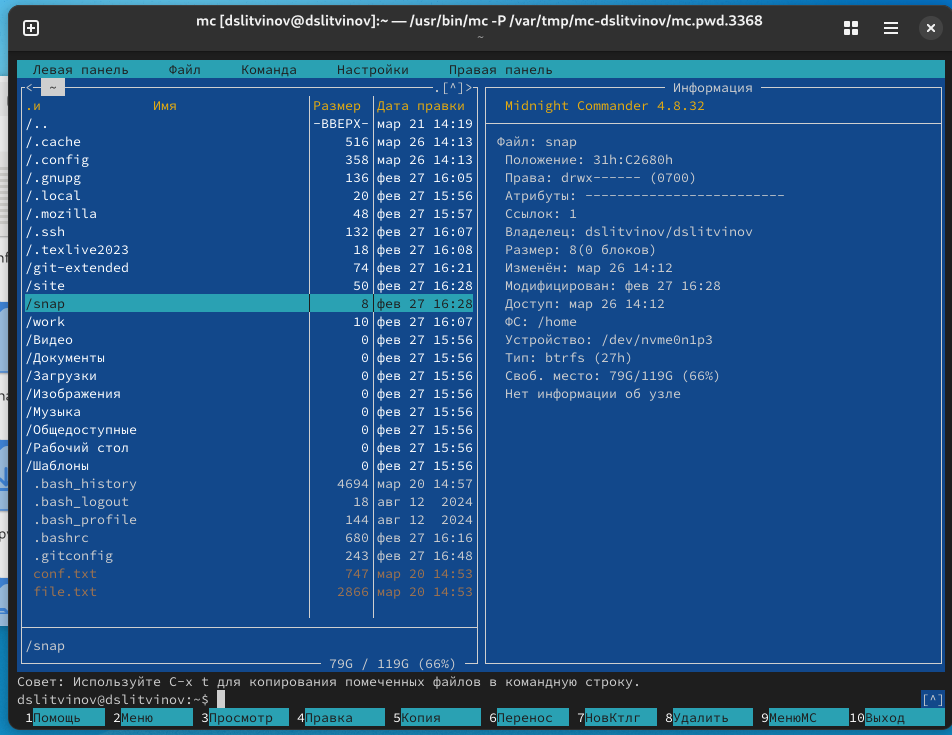 mc [dslitvinov@dslitvinov]:~ — /usr/bin/mc -P /var/tmp/mc-dslitvinov/mc.pwd.3368
~
Левая панель Файл Команда Настройки Правая панель
<─ ~ .[^]>
.и Имя Размер Дата правки
/.. -ВВЕРХ- мар 21 14:19
/.cache 516 мар 26 14:13
/.config 358 мар 26 14:13
/.gnupg 136 фев 27 16:05
/.local 20 фев 27 15:56
/.mozilla 48 фев 27 15:57
/.ssh 132 фев 27 16:07
/.texlive2023 18 фев 27 16:08
/git-extended 74 фев 27 16:21
/site 50 фев 27 16:28
/snap 8 фев 27 16:28
/work 10 фев 27 16:07
/Видео 0 фев 27 15:56
/Документы 0 фев 27 15:56
/Загрузки 0 фев 27 15:56
/Изображения 0 фев 27 15:56
/Музыка 0 фев 27 15:56
/Общедоступные 0 фев 27 15:56
/Рабочий стол 0 фев 27 15:56
/Шаблоны 0 фев 27 15:56
.bash_history 4694 мар 20 14:57
.bash_logout 18 авг 12 2024
.bash_profile 144 авг 12 2024
.bashrc 680 фев 27 16:16
.gitconfig 243 фев 27 16:48
conf.txt 747 мар 20 14:53
file.txt 2866 мар 20 14:53
/snap
79G / 119G (66%)
Информация
Midnight Commander 4.8.32
Файл: snap
Положение: 31h:C2680h
Права: drwx------ (0700)
Атрибуты: -------------------------
Ссылок: 1
Владелец: dslitvinov/dslitvinov
Размер: 8(0 блоков)
Изменён: мар 26 14:12
Модифицирован: фев 27 16:28
Доступ: мар 26 14:12
ФС: /home
Устройство: /dev/nvme0n1p3
Тип: btrfs (27h)
Своб. место: 79G/119G (66%)
Нет информации об узле
Совет: Используйте C-x t для копирования помеченных файлов в командную строку.
dslitvinov@dslitvinov:~$ [^]
1Помощь 2Меню 3Просмотр 4Правка 5Копия 6Перенос 7НовКтлг 8Удалить 9МенюMC 10Выход